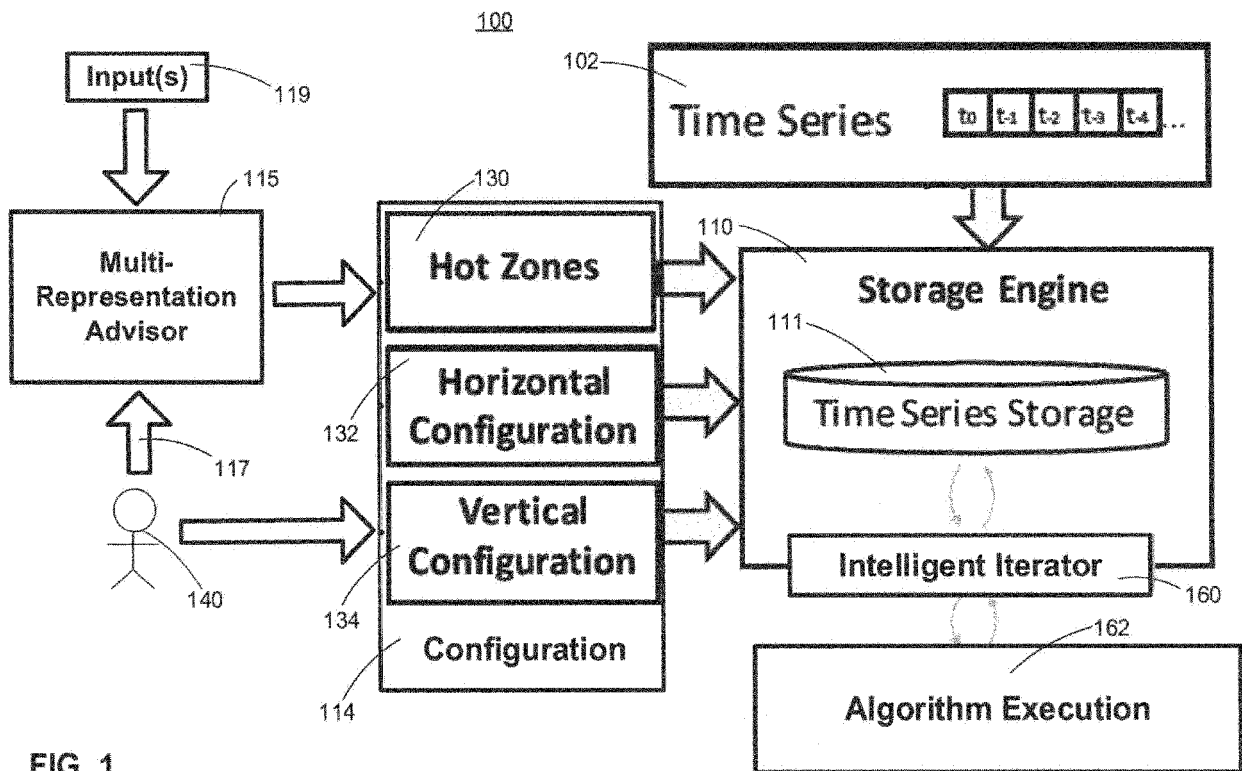 100
102
Time Series
t0 t-1 t-2 t-3 t-4 ...
Input(s)
119
115
Multi-
Representation
Advisor
117
140
130
Hot Zones
132
Horizontal
Configuration
Vertical
Configuration
134
Configuration
114
110
Storage Engine
111
Time Series Storage
Intelligent Iterator
160
162
Algorithm Execution
FIG. 1